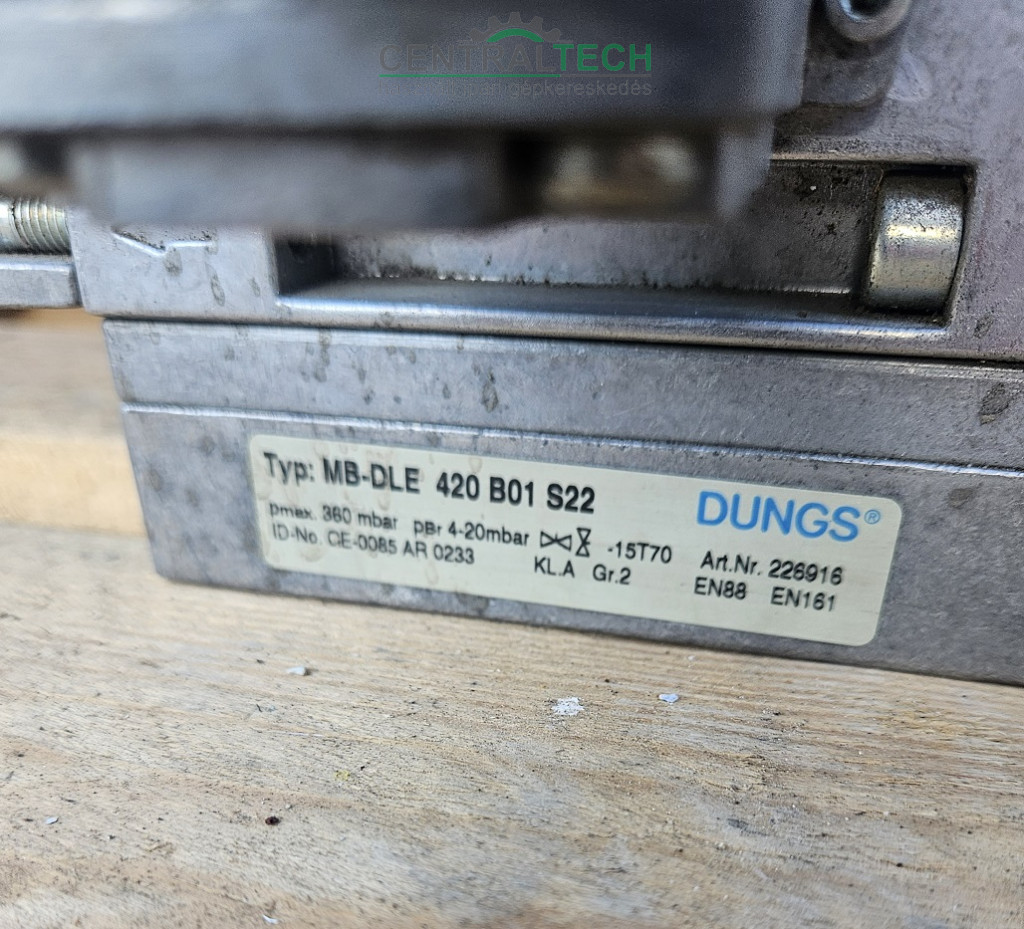 CENTRALTECH
gépkereskedés
Typ: MB-DLE 420 B01 S22
DUNGS®
pmax. 360 mbar pBr 4-20mbar -15T70
Art.Nr. 226916
ID-No. CE-0085 AR 0233 KL.A Gr.2
EN88 EN161